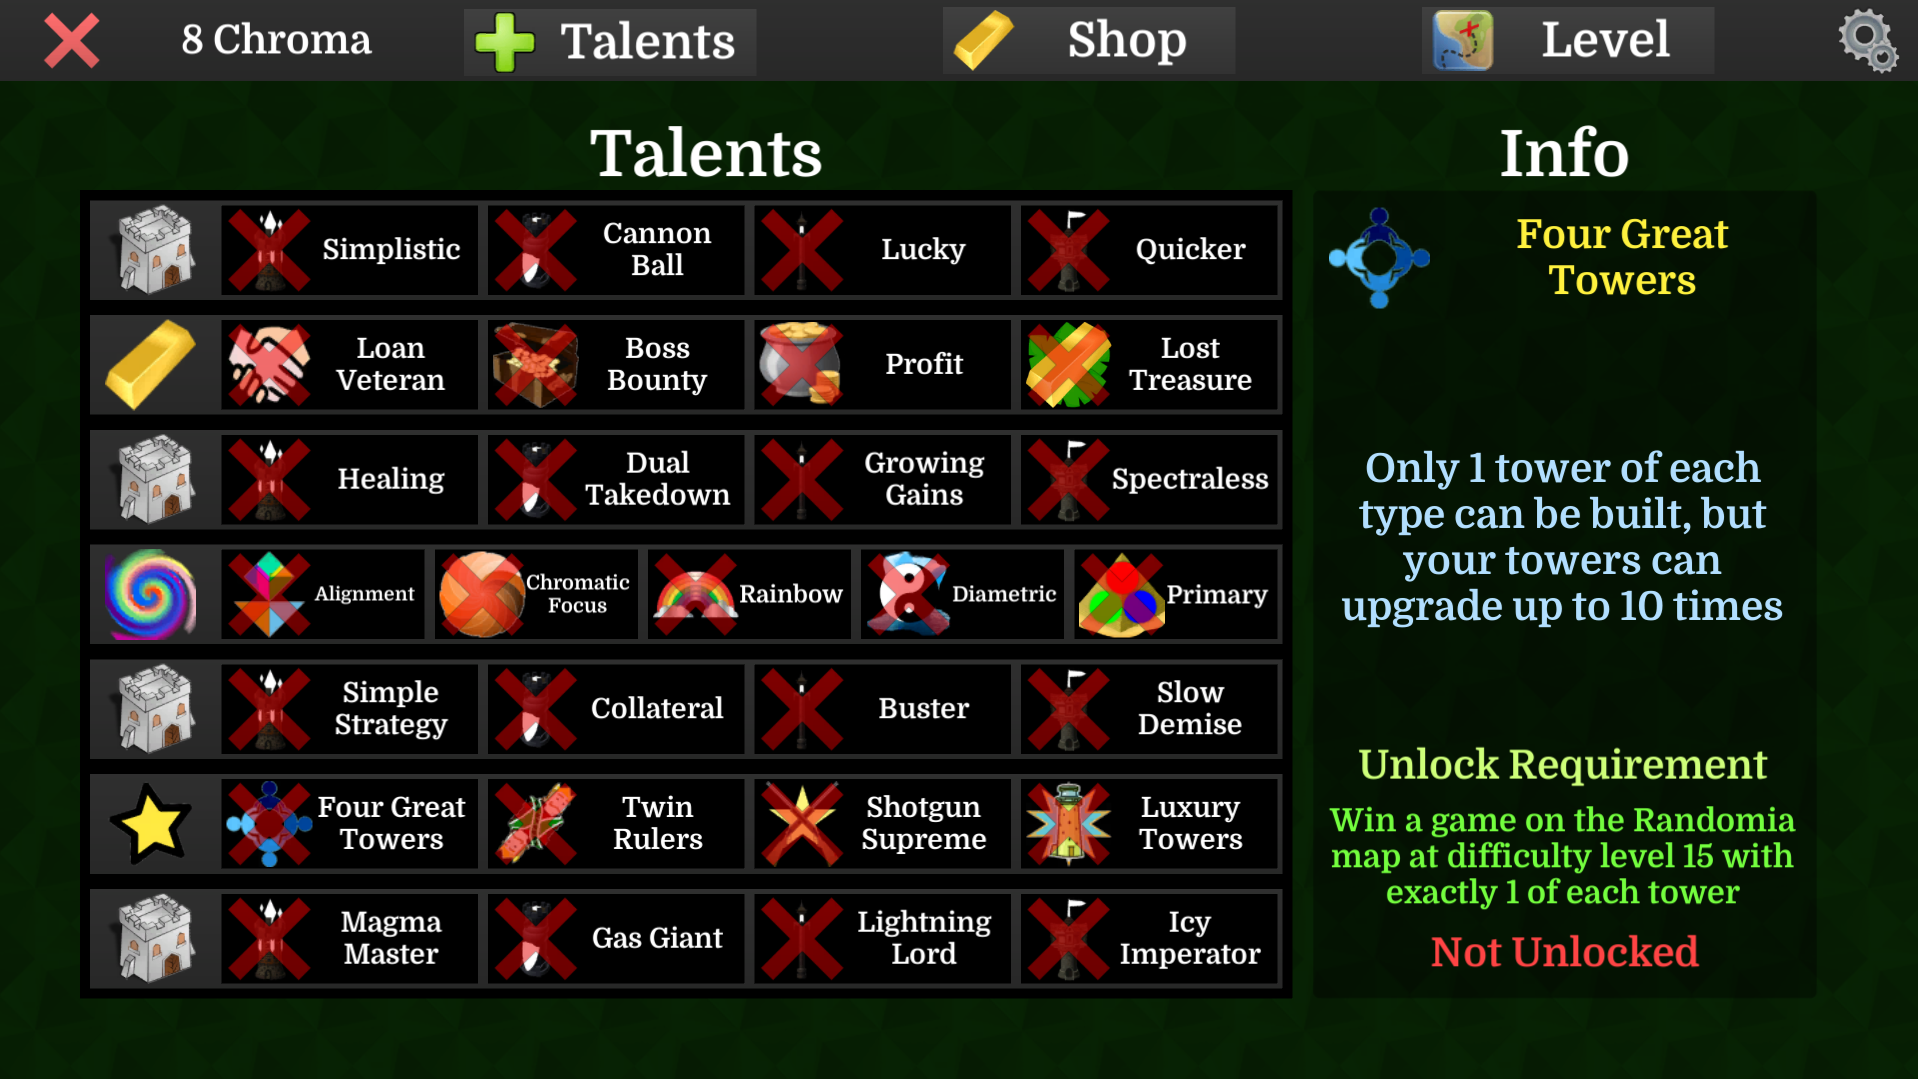 8 Chroma
Talents
Shop
Level
Talents
Simplistic
Cannon
Ball
Lucky
Quicker
Loan
Veteran
Boss
Bounty
Profit
Lost
Treasure
Healing
Dual
Takedown
Growing
Gains
Spectraless
Alignment
Chromatic
Focus
Rainbow
Diametric
Primary
Simple
Strategy
Collateral
Buster
Slow
Demise
Four Great
Towers
Twin
Rulers
Shotgun
Supreme
Luxury
Towers
Magma
Master
Gas Giant
Lightning
Lord
Icy
Imperator
Info
Four Great
Towers
Only 1 tower of each
type can be built, but
your towers can
upgrade up to 10 times
Unlock Requirement
Win a game on the Randomia
map at difficulty level 15 with
exactly 1 of each tower
Not Unlocked